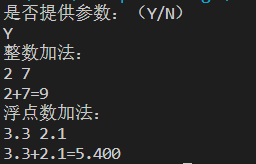 是否提供参数：（Y/N）
Y
整数加法：
2 7
2+7=9
浮点数加法：
3.3 2.1
3.3+2.1=5.400